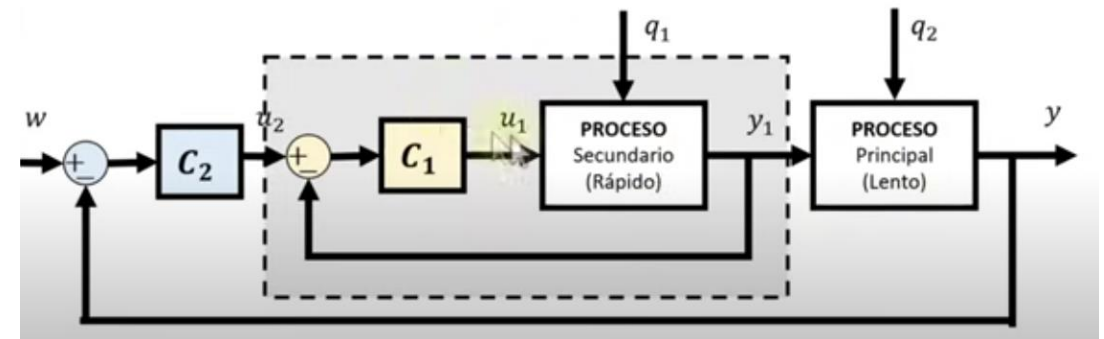 q₁
q₂
w
u₂
u₁
y₁
y
+
−
C₂
+
−
C₁
PROCESO
Secundario
(Rápido)
PROCESO
Principal
(Lento)